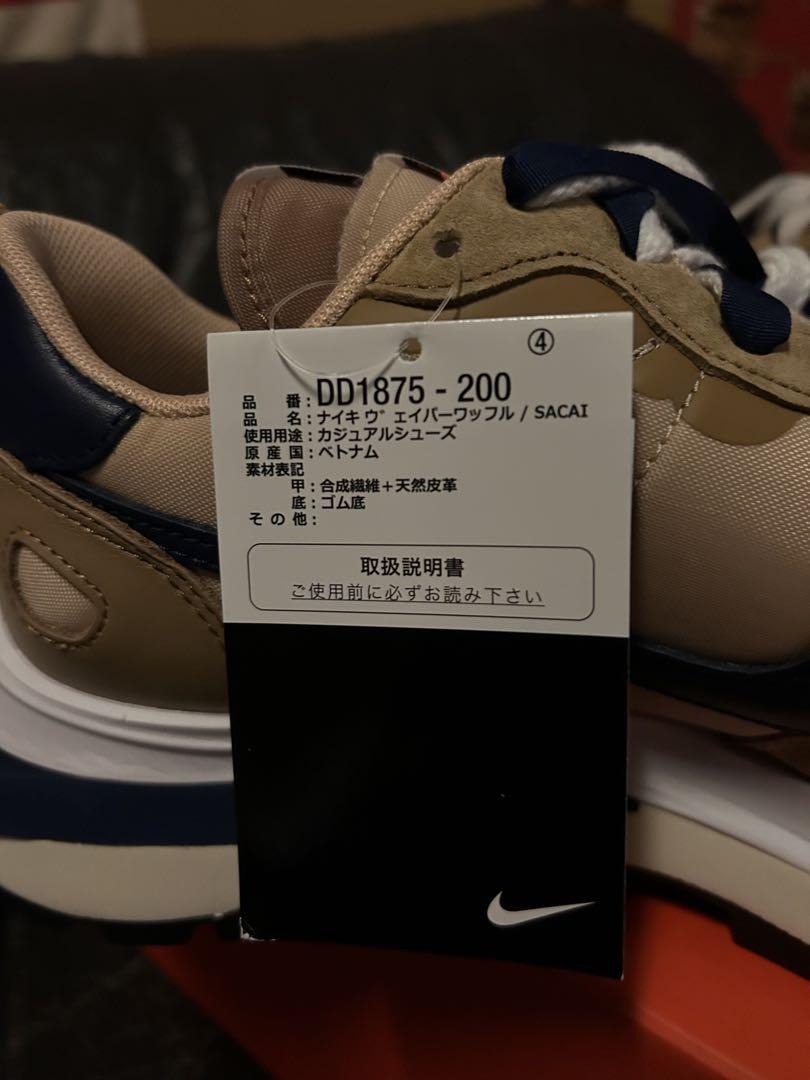 ④
品 番 : DD1875 - 200
品 名 : ナイキ ヴェイパーワッフル / SACAI
使用用途 : カジュアルシューズ
原 産 国 : ベトナム
素材表記
甲 : 合成繊維＋天然皮革
底 : ゴム底
そ の 他 :
取扱説明書
ご使用前に必ずお読み下さい